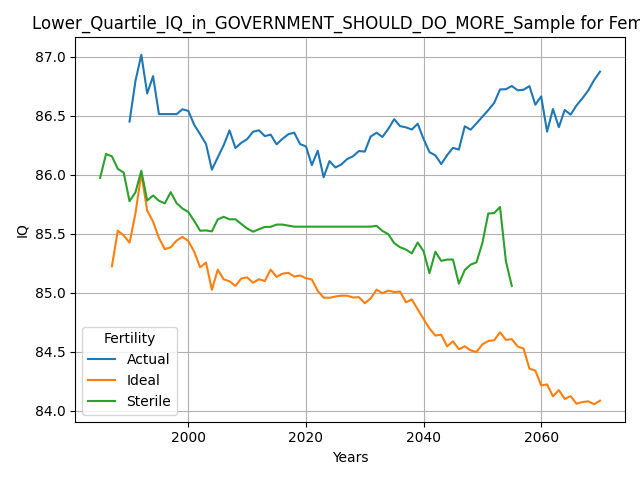 Lower_Quartile_IQ_in_GOVERNMENT_SHOULD_DO_MORE_Sample for Fem
87.0
86.5
86.0
85.5
85.0
84.5
84.0
IQ
Fertility
Actual
Ideal
Sterile
2000
2020
2040
2060
Years